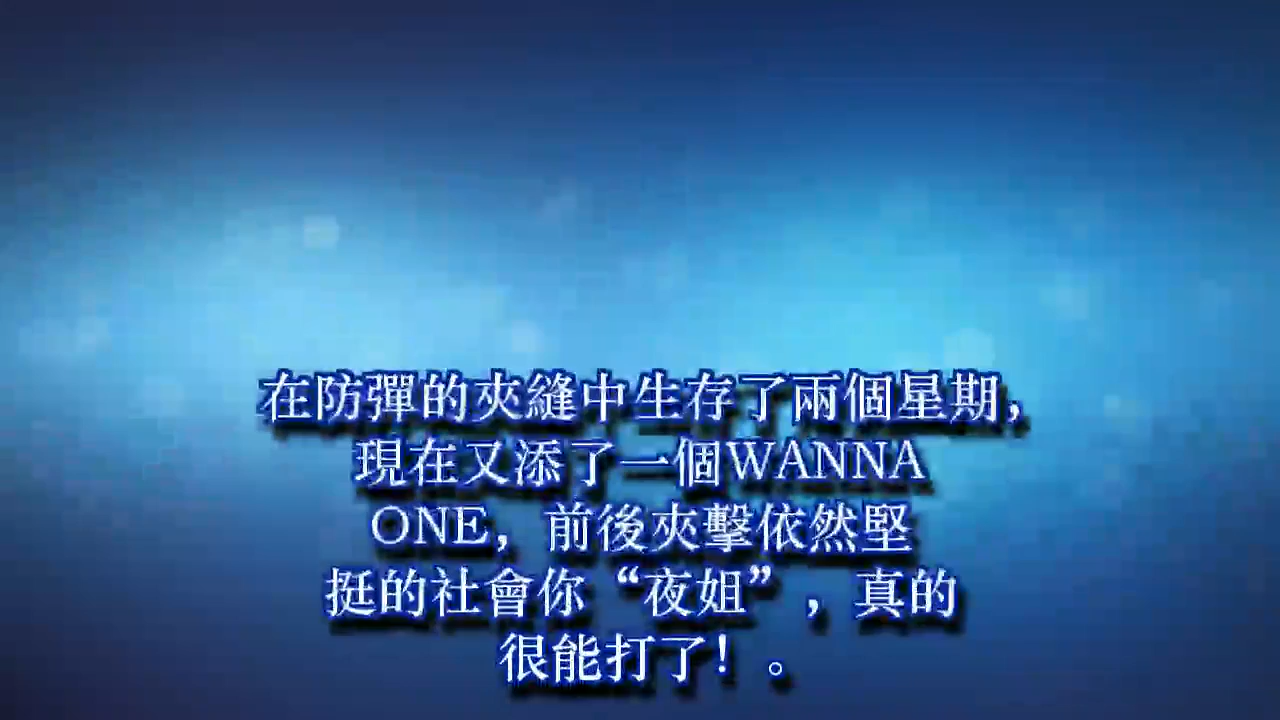 在防彈的夾縫中生存了兩個星期，
現在又添了一個WANNA
ONE，前後夾擊依然堅
挺的社會你“夜姐”，真的
很能打了！。